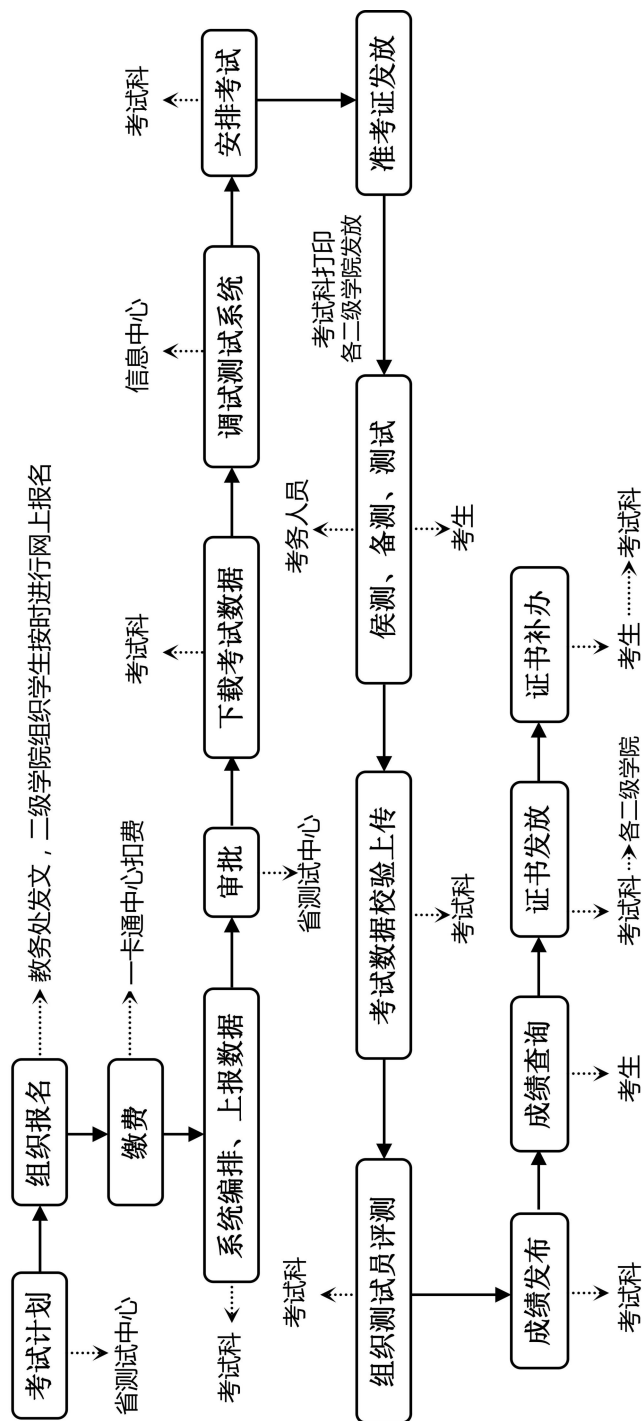 考试计划
省测试中心
组织报名
教务处发文，二级学院组织学生按时进行网上报名
缴费
一卡通中心扣费
系统编排、上报数据
考试科
审批
省测试中心
下载考试数据
考试科
调试测试系统
信息中心
安排考试
考试科
准考证发放
考试科打印
各二级学院发放
侯测、备测、测试
考务人员
考生
考试数据校验上传
考试科
组织测试员评测
考试科
成绩发布
考试科
成绩查询
考生
证书发放
考试科
各二级学院
证书补办
考生
考试科